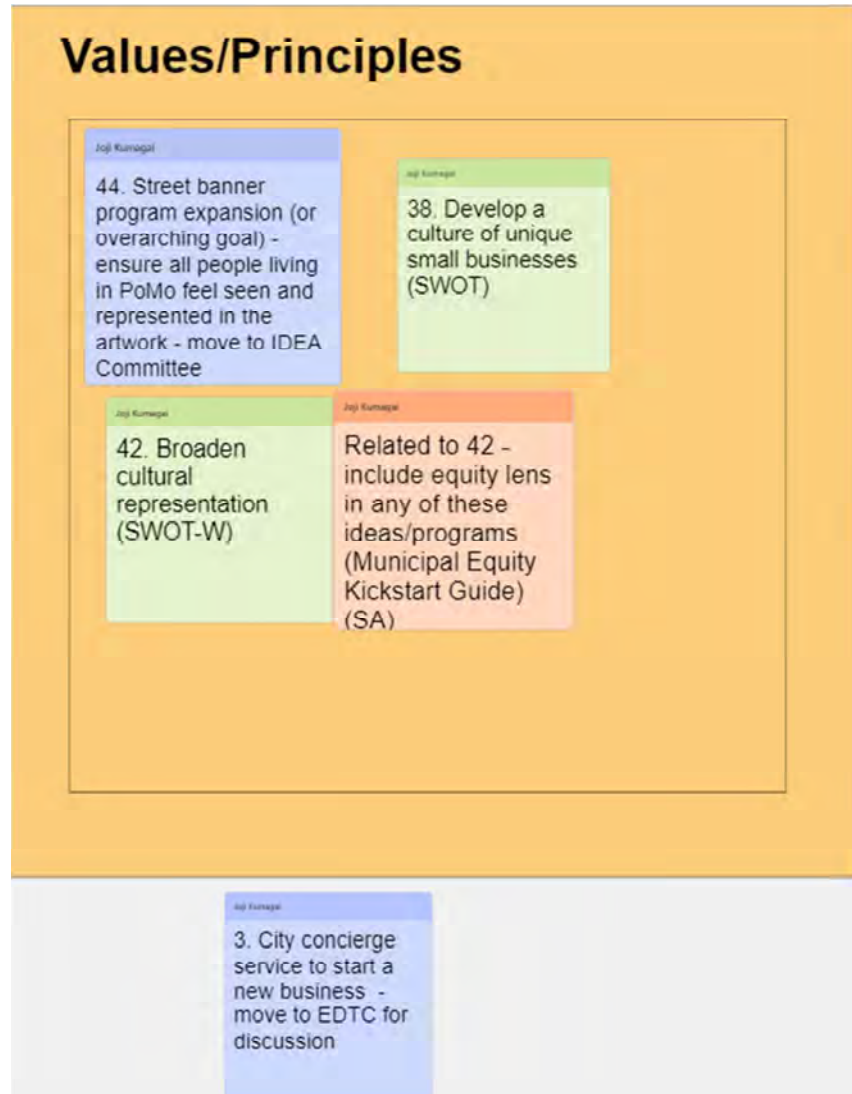 Values/Principles
Joji Kumagai
44. Street banner
program expansion (or
overarching goal) -
ensure all people living
in PoMo feel seen and
represented in the
artwork - move to IDEA
Committee
Joji Kumagai
38. Develop a
culture of unique
small businesses
(SWOT)
Joji Kumagai
42. Broaden
cultural
representation
(SWOT-W)
Joji Kumagai
Related to 42 -
include equity lens
in any of these
ideas/programs
(Municipal Equity
Kickstart Guide)
(SA)
Joji Kumagai
3. City concierge
service to start a
new business -
move to EDTC for
discussion